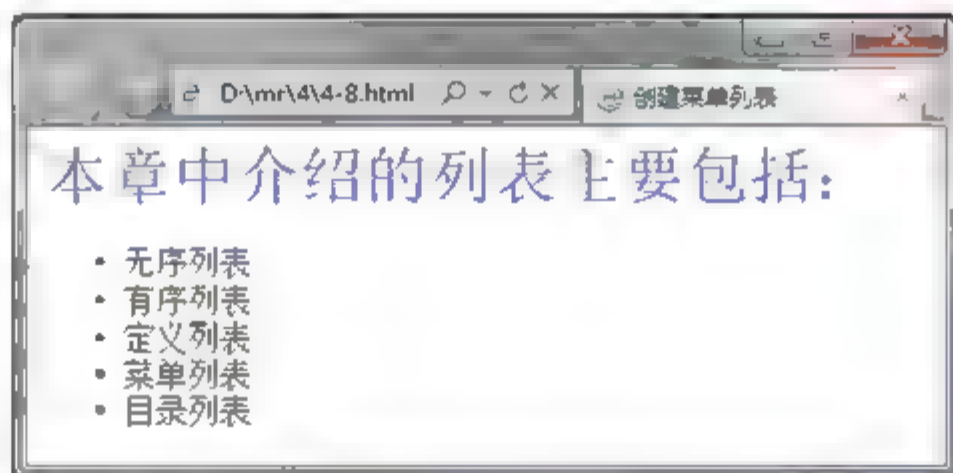 D:\mr\4\4-8.html
创建菜单列表
本章中介绍的列表主要包括：
• 无序列表
• 有序列表
• 定义列表
• 菜单列表
• 目录列表